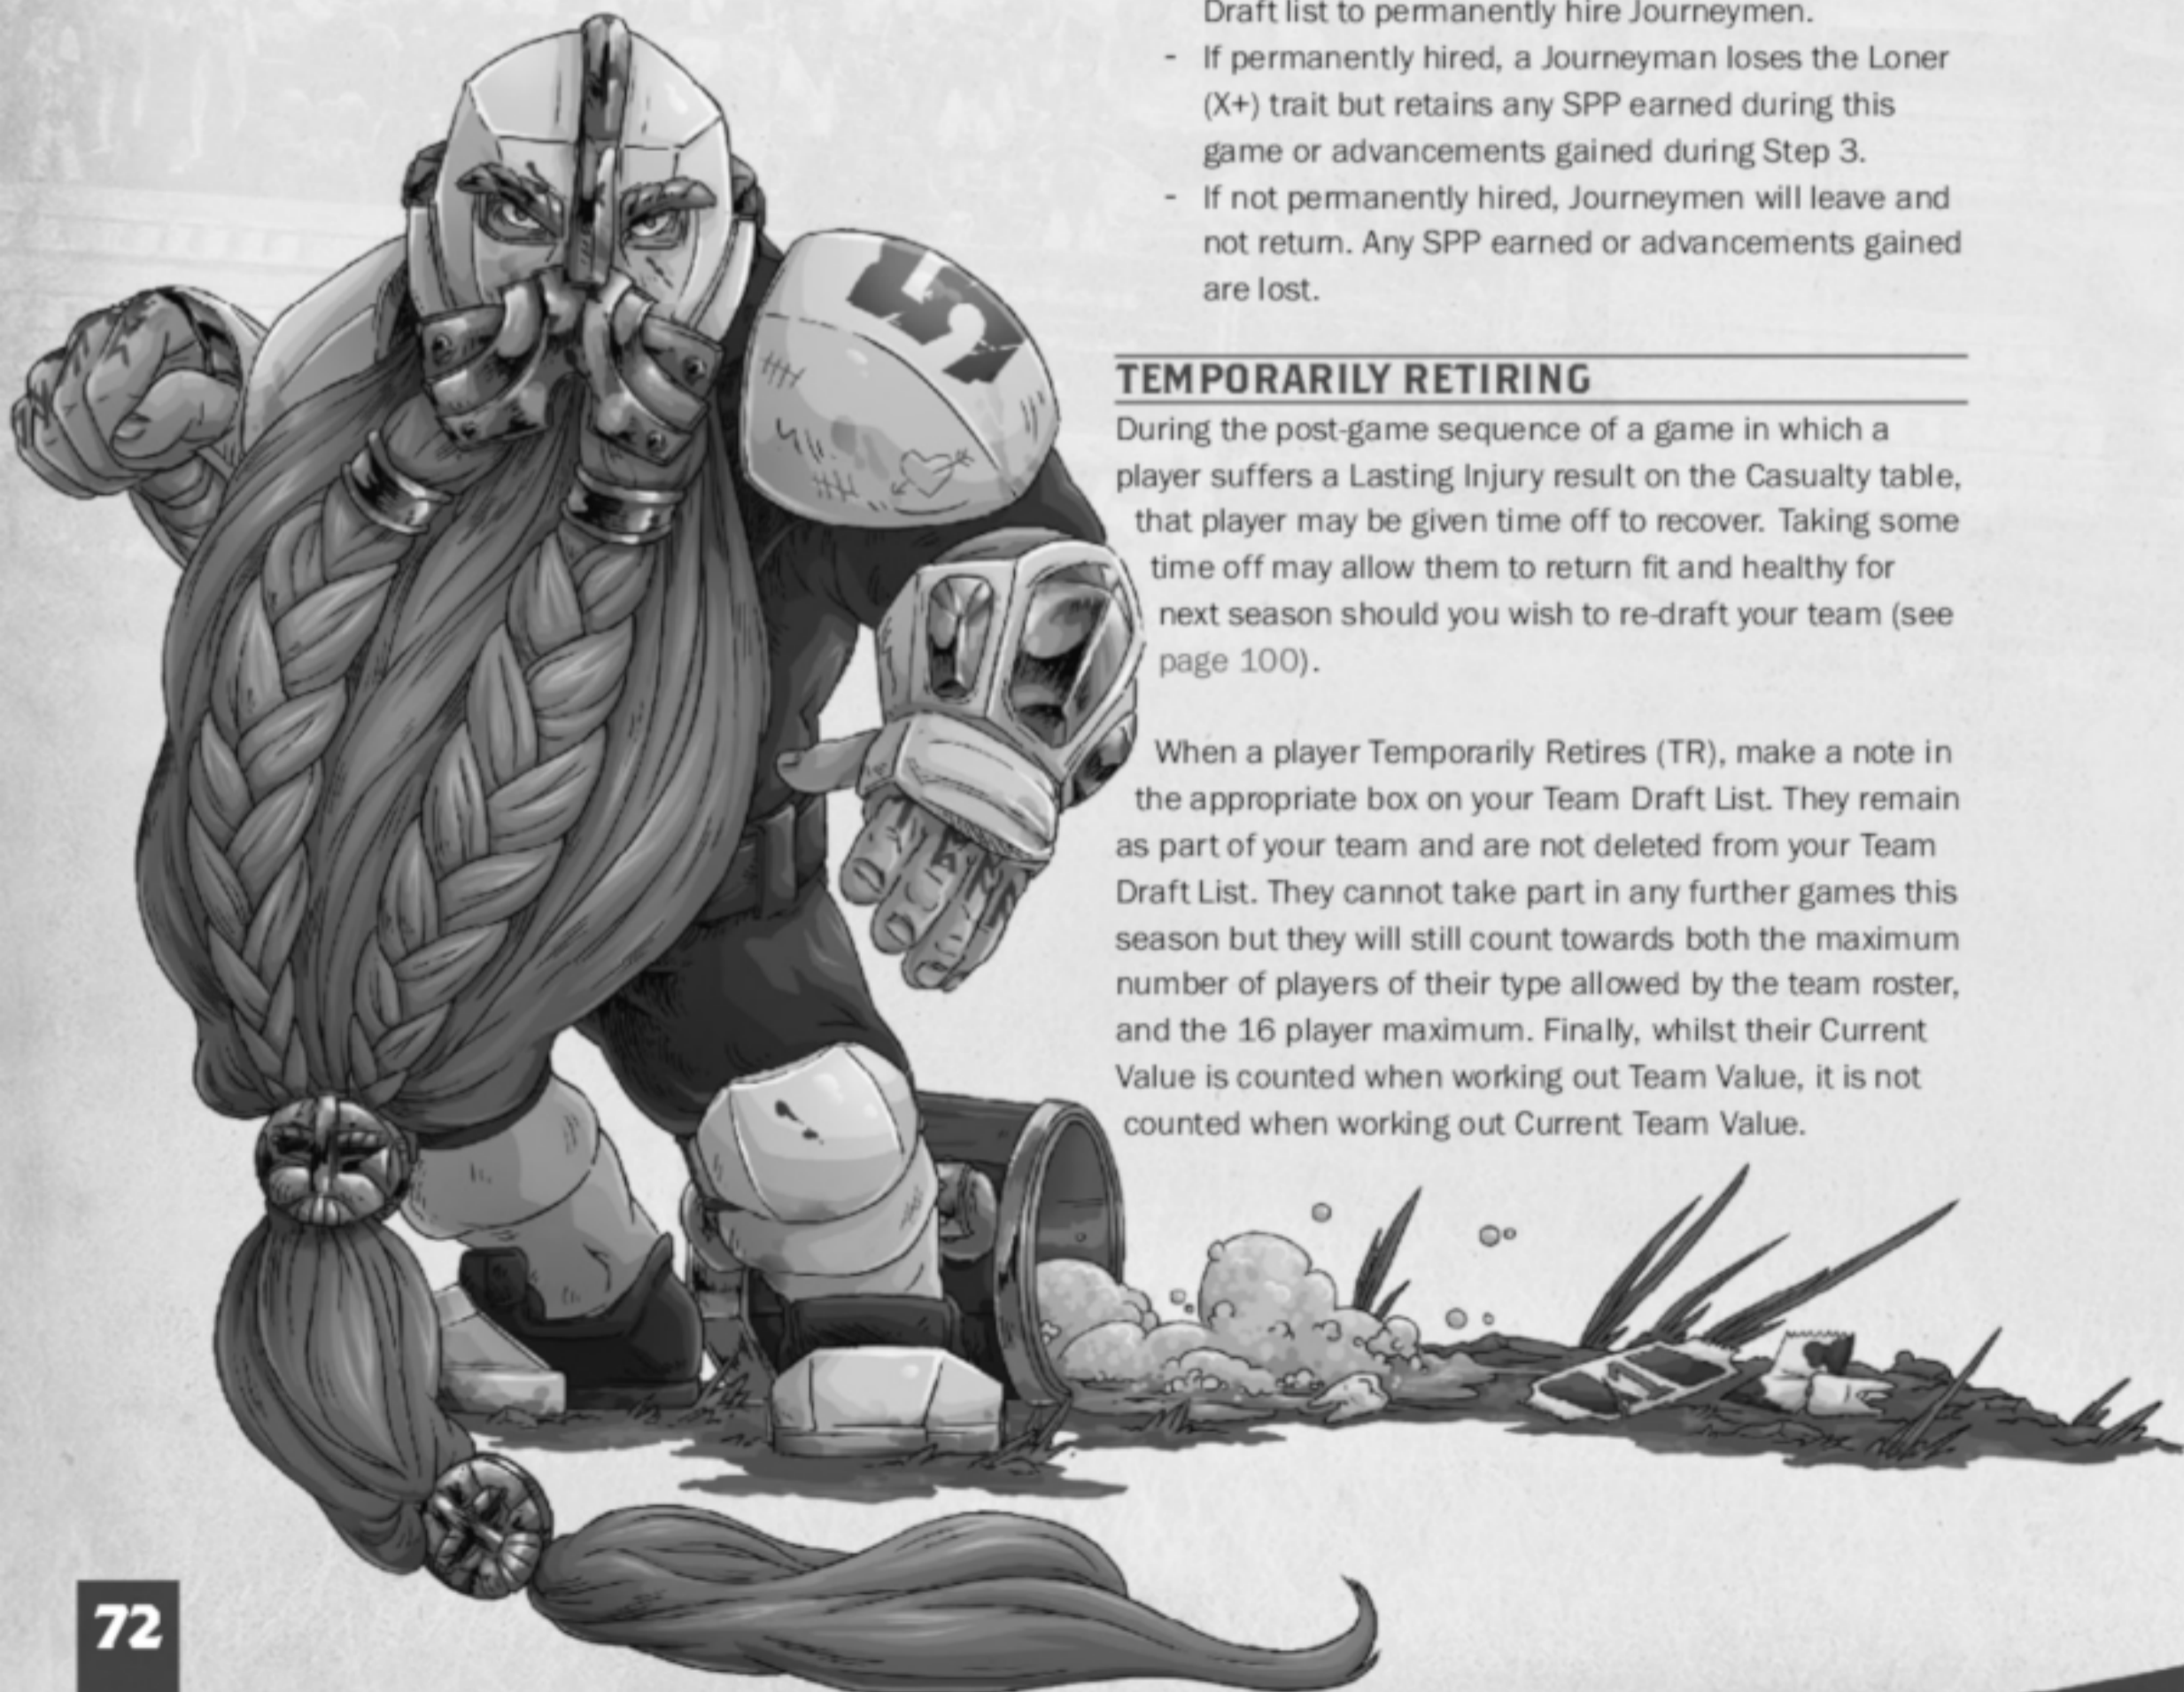 Draft list to permanently hire Journeymen.
- If permanently hired, a Journeyman loses the Loner
(X+) trait but retains any SPP earned during this
game or advancements gained during Step 3.
- If not permanently hired, Journeymen will leave and
not return. Any SPP earned or advancements gained
are lost.
TEMPORARILY RETIRING
During the post-game sequence of a game in which a
player suffers a Lasting Injury result on the Casualty table,
that player may be given time off to recover. Taking some
time off may allow them to return fit and healthy for
next season should you wish to re-draft your team (see
page 100).
When a player Temporarily Retires (TR), make a note in
the appropriate box on your Team Draft List. They remain
as part of your team and are not deleted from your Team
Draft List. They cannot take part in any further games this
season but they will still count towards both the maximum
number of players of their type allowed by the team roster,
and the 16 player maximum. Finally, whilst their Current
Value is counted when working out Team Value, it is not
counted when working out Current Team Value.
72